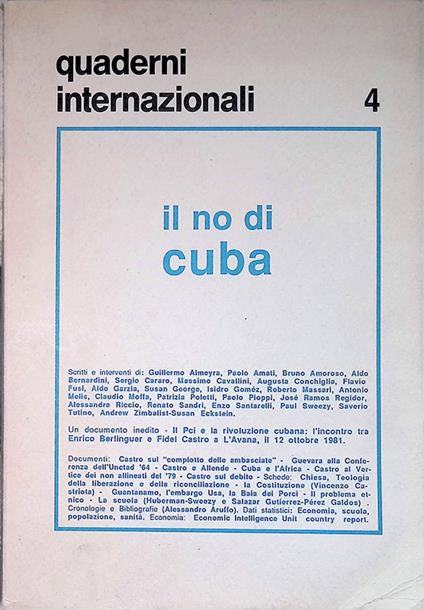 quaderni
internazionali 4
il no di
cuba
Scritti e interventi di: Guillermo Almeyra, Paolo Amati, Bruno Amoroso, Aldo
Bernardini, Sergio Cararo, Massimo Cavallini, Augusta Conchiglia, Flavio
Fusi, Aldo Garzia, Susan George, Isidro Goméz, Roberto Massari, Antonio
Melis, Claudio Moffa, Patrizia Poletti, Paolo Pioppi, José Ramos Regidor,
Alessandra Riccio, Renato Sandri, Enzo Santarelli, Paul Sweezy, Saverio
Tutino, Andrew Zimbalist-Susan Eckstein.
Un documento inedito - Il Pci e la rivoluzione cubana: l'incontro tra
Enrico Berlinguer e Fidel Castro a L'Avana, il 12 ottobre 1981.
Documenti: Castro sul "complotto delle ambasciate" - Guevara alla Confe-
renza dell'Unctad '64 - Castro e Allende - Cuba e l'Africa - Castro al Ver-
tice dei non allineati del '79 - Castro sul debito - Schede: Chiesa, Teologia
della liberazione e della riconciliazione - la Costituzione (Vincenzo Ca-
striota) - Guantanamo, l'embargo Usa, la Baia dei Porci - Il problema et-
nico - La scuola (Huberman-Sweezy e Salazar Gutierrez-Pérez Galdos) .
Cronologie e Bibliografia (Alessandro Aruffo). Dati statistici: Economia, scuola,
popolazione, sanità. Economia: Economic Intelligence Unit country report.